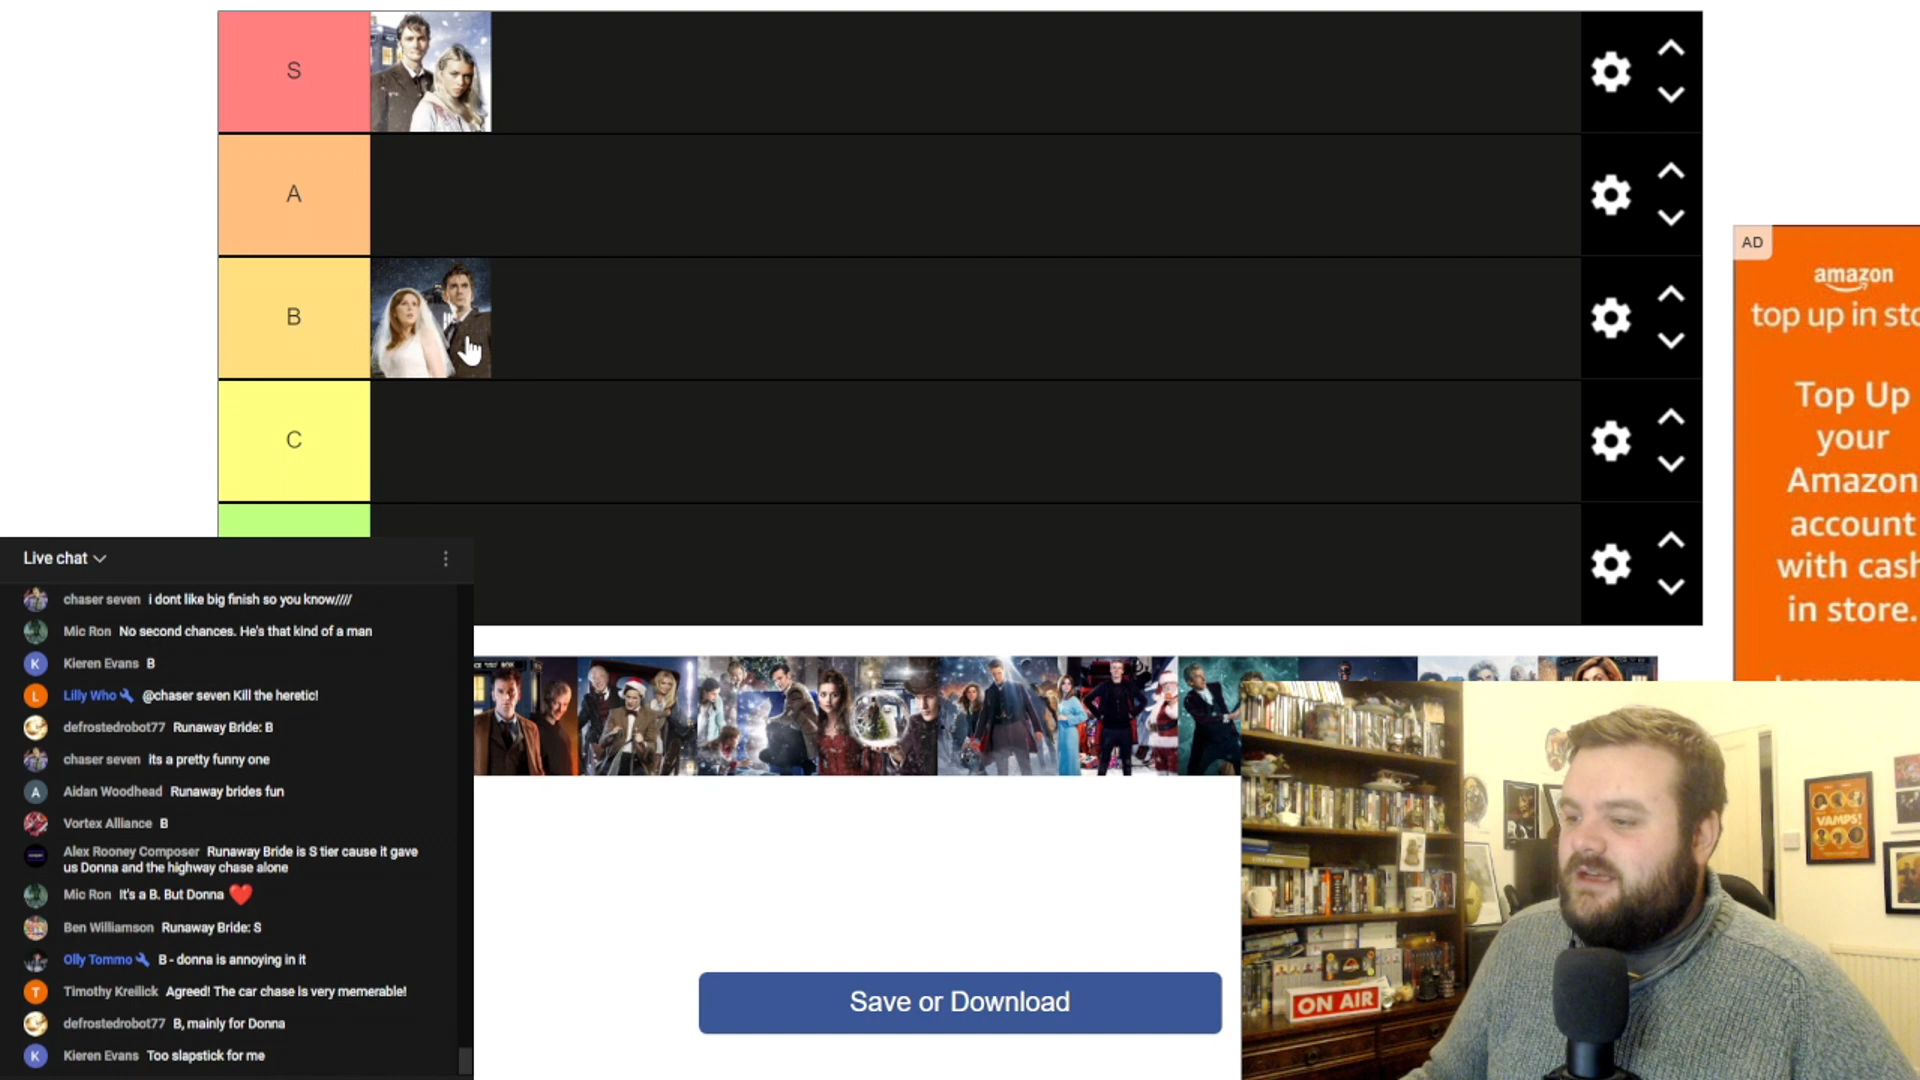 S
A
B
C
AD
amazon
top up in sto
Top Up
your
Amazon
account
with cash
in store.
Live chat
chaser seven i dont like big finish so you know////
Mic Ron No second chances. He's that kind of a man
K Kieren Evans B
L Lilly Who @chaser seven Kill the heretic!
defrostedrobot77 Runaway Bride: B
chaser seven its a pretty funny one
A Aidan Woodhead Runaway brides fun
Vortex Alliance B
Alex Rooney Composer Runaway Bride is S tier cause it gave
us Donna and the highway chase alone
Mic Ron It's a B. But Donna ❤️
Ben Williamson Runaway Bride: S
Olly Tommo B - donna is annoying in it
T Timothy Kreilick Agreed! The car chase is very memerable!
defrostedrobot77 B, mainly for Donna
K Kieren Evans Too slapstick for me
Save or Download
VAMPS!
ON AIR